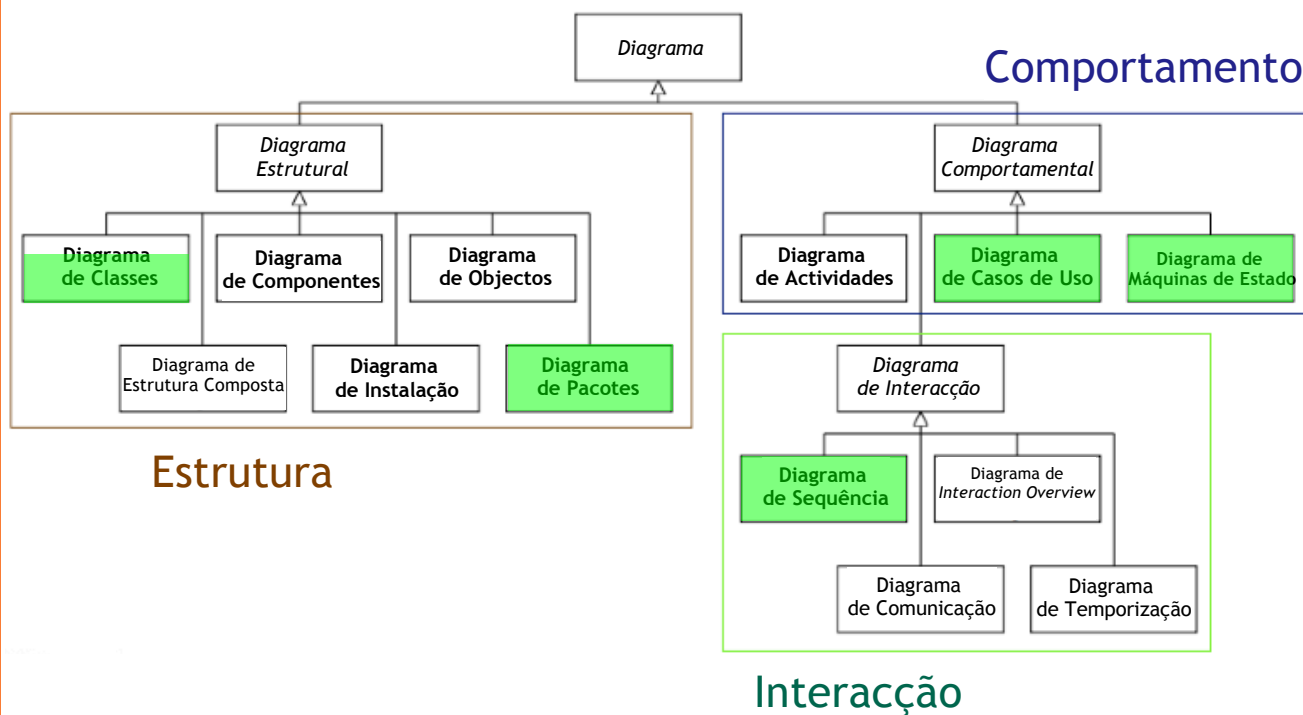 Diagrama
Comportamento
Diagrama
Estrutural
Diagrama
Comportamental
Diagrama
de Classes
Diagrama
de Componentes
Diagrama
de Objectos
Diagrama
de Actividades
Diagrama
de Casos de Uso
Diagrama de
Máquinas de Estado
Diagrama de
Estrutura Composta
Diagrama
de Instalação
Diagrama
de Pacotes
Diagrama
de Interacção
Estrutura
Diagrama
de Sequência
Diagrama de
Interaction Overview
Diagrama
de Comunicação
Diagrama
de Temporização
Interacção